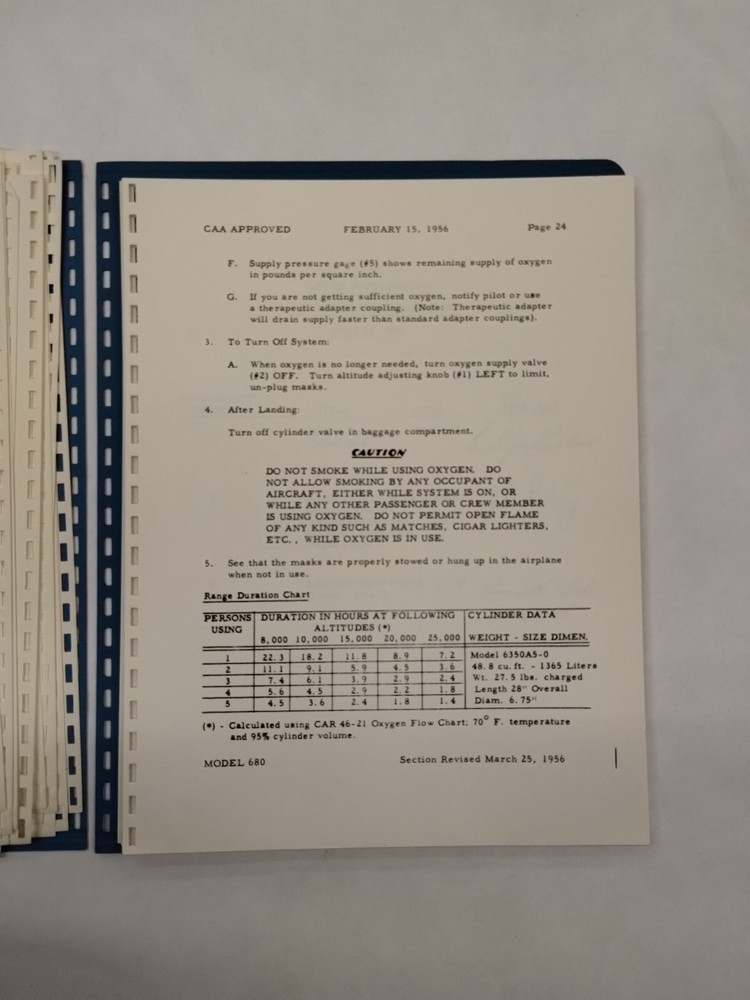 CAA APPROVED FEBRUARY 15, 1956 Page 24
F. Supply pressure gage (#5) shows remaining supply of oxygen
in pounds per square inch.
G. If you are not getting sufficient oxygen, notify pilot or use
a therapeutic adapter coupling. (Note: Therapeutic adapter
will drain supply faster than standard adapter couplings).
3. To Turn Off System:
A. When oxygen is no longer needed, turn oxygen supply valve
(#2) OFF. Turn altitude adjusting knob (#1) LEFT to limit,
un-plug masks.
4. After Landing:
Turn off cylinder valve in baggage compartment.
CAUTION
DO NOT SMOKE WHILE USING OXYGEN. DO
NOT ALLOW SMOKING BY ANY OCCUPANT OF
AIRCRAFT, EITHER WHILE SYSTEM IS ON, OR
WHILE ANY OTHER PASSENGER OR CREW MEMBER
IS USING OXYGEN. DO NOT PERMIT OPEN FLAME
OF ANY KIND SUCH AS MATCHES, CIGAR LIGHTERS,
ETC., WHILE OXYGEN IS IN USE.
5. See that the masks are properly stowed or hung up in the airplane
when not in use.
Range Duration Chart
PERSONS DURATION IN HOURS AT FOLLOWING CYLINDER DATA
USING ALTITUDES (*)
8,000 10,000 15,000 20,000 25,000 WEIGHT - SIZE DIMEN.
1 22.3 18.2 11.8 8.9 7.2 Model 6350A5-0
2 11.1 9.1 5.9 4.5 3.6 48.8 cu. ft. - 1365 Liters
3 7.4 6.1 3.9 2.9 2.4 Wt. 27.5 lbs. charged
4 5.6 4.5 2.9 2.2 1.8 Length 28" Overall
5 4.5 3.6 2.4 1.8 1.4 Diam. 6.75"
(*) - Calculated using CAR 46-21 Oxygen Flow Chart; 70° F. temperature
and 95% cylinder volume.
MODEL 680 Section Revised March 25, 1956